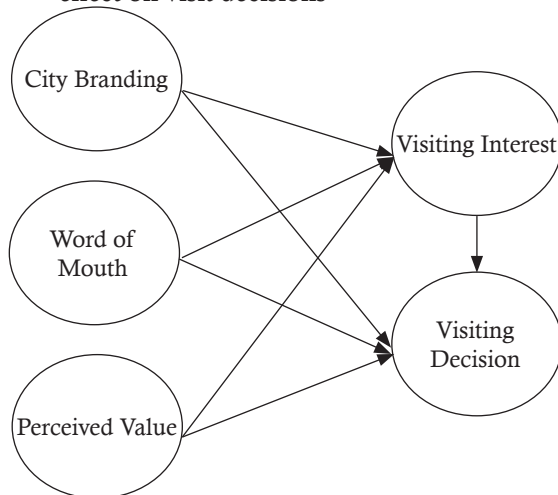 effect on visit decisions
City Branding
Visiting Interest
Word of
Mouth
Visiting
Decision
Perceived Value